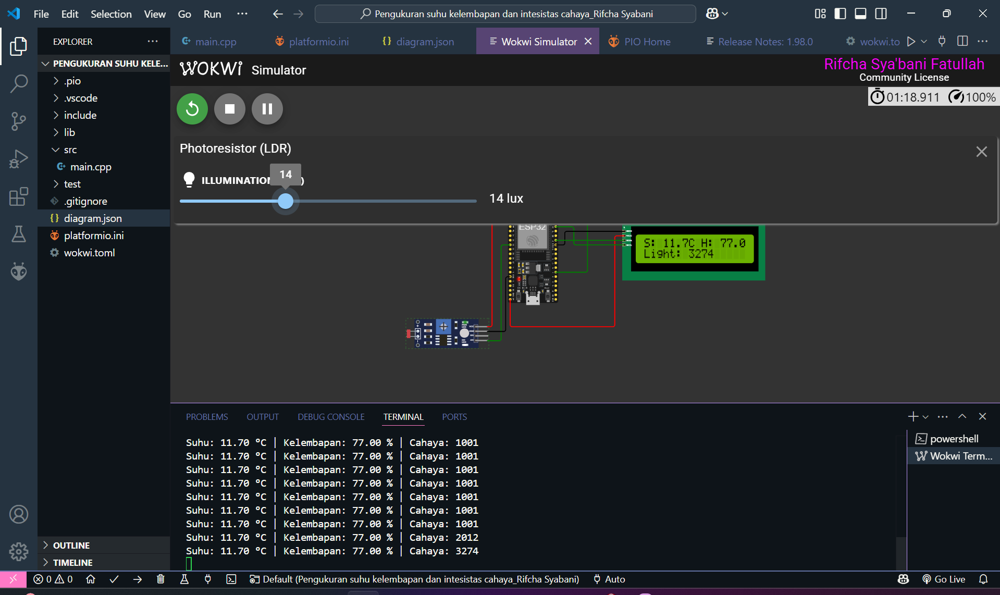 File Edit Selection View Go Run ···
Pengukuran suhu kelembapan dan intesistas cahaya_Rifcha Syabani
EXPLORER ···
main.cpp
platformio.ini
diagram.json
Wokwi Simulator
PIO Home
Release Notes: 1.98.0
wokwi.to
PENGUKURAN SUHU KELE...
.pio
.vscode
include
lib
src
main.cpp
test
.gitignore
diagram.json
platformio.ini
wokwi.toml
OUTLINE
TIMELINE
WOKWI Simulator
Rifcha Sya'bani Fatullah
Community License
01:18.911 100%
Photoresistor (LDR)
14
ILLUMINATION )
14 lux
ESP32
S: 11.7C H: 77.0
Light: 3274
PROBLEMS OUTPUT DEBUG CONSOLE TERMINAL PORTS
Suhu: 11.70 °C | Kelembapan: 77.00 % | Cahaya: 1001
Suhu: 11.70 °C | Kelembapan: 77.00 % | Cahaya: 1001
Suhu: 11.70 °C | Kelembapan: 77.00 % | Cahaya: 1001
Suhu: 11.70 °C | Kelembapan: 77.00 % | Cahaya: 1001
Suhu: 11.70 °C | Kelembapan: 77.00 % | Cahaya: 1001
Suhu: 11.70 °C | Kelembapan: 77.00 % | Cahaya: 1001
Suhu: 11.70 °C | Kelembapan: 77.00 % | Cahaya: 1001
Suhu: 11.70 °C | Kelembapan: 77.00 % | Cahaya: 2012
Suhu: 11.70 °C | Kelembapan: 77.00 % | Cahaya: 3274
powershell
Wokwi Term...
0 0
Default (Pengukuran suhu kelembapan dan intesistas cahaya_Rifcha Syabani)
Auto
Go Live